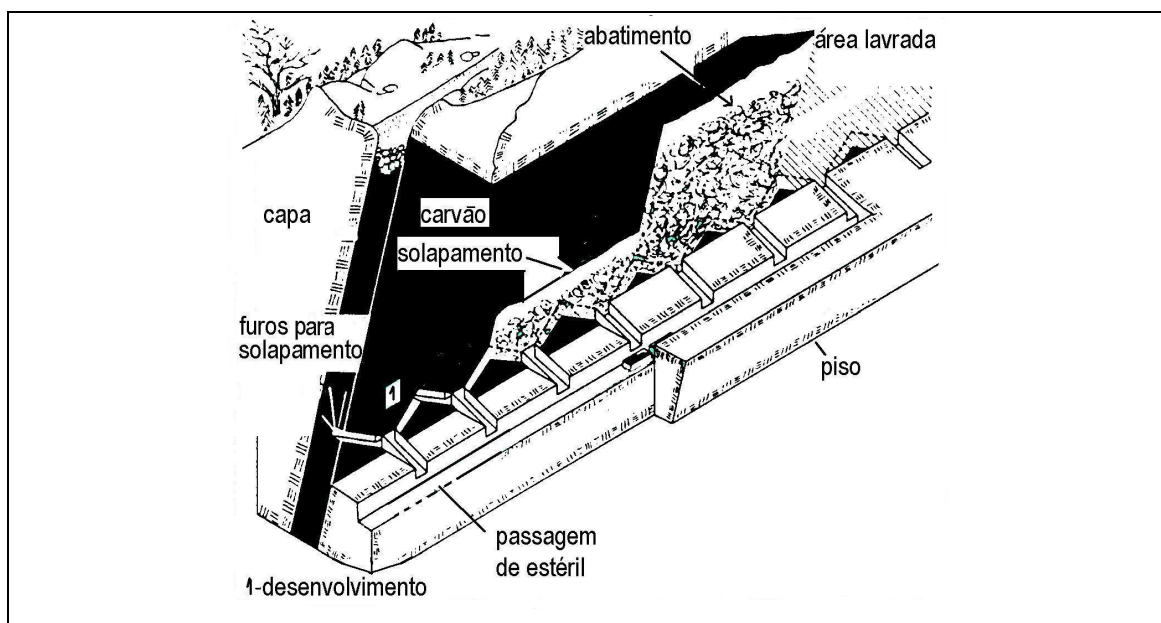 abatimento
área lavrada
capa
carvão
solapamento
furos para
solapamento
1
piso
passagem
de estéril
1-desenvolvimento